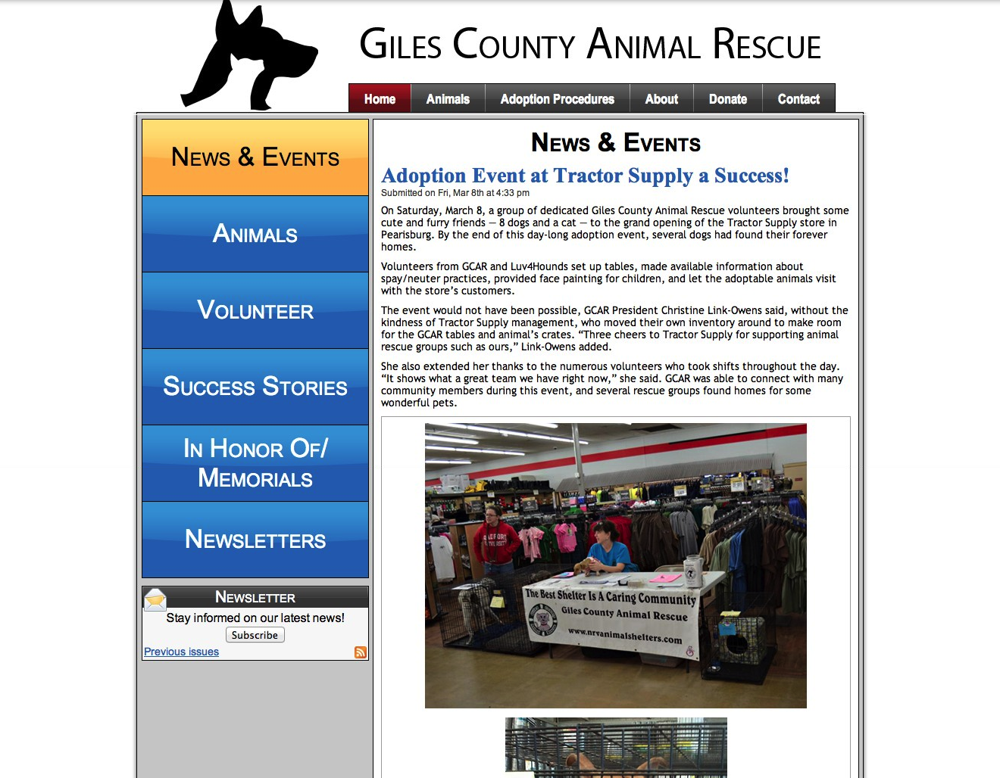 GILES COUNTY ANIMAL RESCUE
Home Animals Adoption Procedures About Donate Contact
NEWS & EVENTS
ANIMALS
VOLUNTEER
SUCCESS STORIES
IN HONOR OF/
MEMORIALS
NEWSLETTERS
NEWSLETTER
Stay informed on our latest news!
Subscribe
Previous issues
NEWS & EVENTS
Adoption Event at Tractor Supply a Success!
Submitted on Fri, Mar 8th at 4:33 pm
On Saturday, March 8, a group of dedicated Giles County Animal Rescue volunteers brought some
cute and furry friends — 8 dogs and a cat — to the grand opening of the Tractor Supply store in
Pearisburg. By the end of this day-long adoption event, several dogs had found their forever
homes.
Volunteers from GCAR and Luv4Hounds set up tables, made available information about
spay/neuter practices, provided face painting for children, and let the adoptable animals visit
with the store’s customers.
The event would not have been possible, GCAR President Christine Link-Owens said, without the
kindness of Tractor Supply management, who moved their own inventory around to make room
for the GCAR tables and animal’s crates. “Three cheers to Tractor Supply for supporting animal
rescue groups such as ours,” Link-Owens added.
She also extended her thanks to the numerous volunteers who took shifts throughout the day.
“It shows what a great team we have right now,” she said. GCAR was able to connect with many
community members during this event, and several rescue groups found homes for some
wonderful pets.
The Best Shelter Is A Caring Community
Giles County Animal Rescue
www.nrvanimalshelters.com